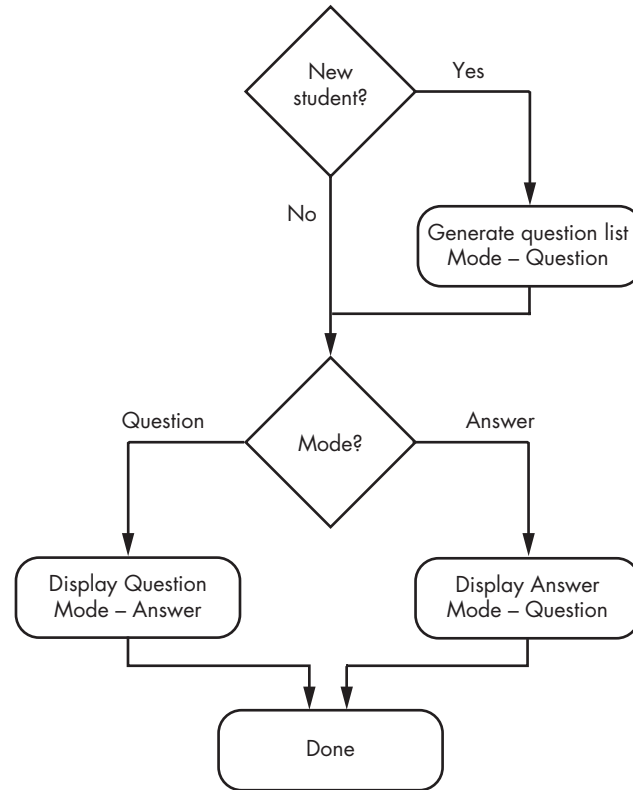 New
student?
Yes
No
Generate question list
Mode – Question
Question
Answer
Mode?
Display Question
Mode – Answer
Display Answer
Mode – Question
Done